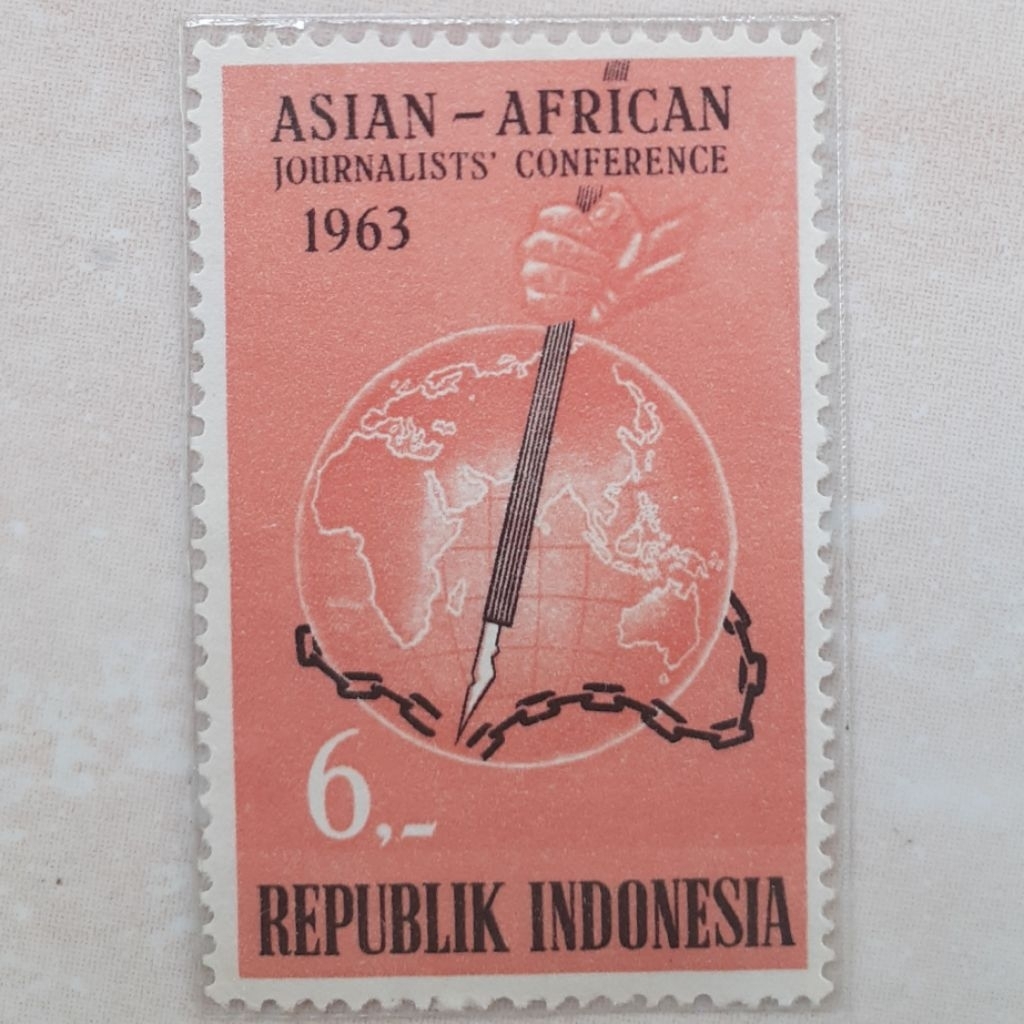 ASIAN – AFRICAN
JOURNALISTS' CONFERENCE
1963
6,-
REPUBLIK INDONESIA